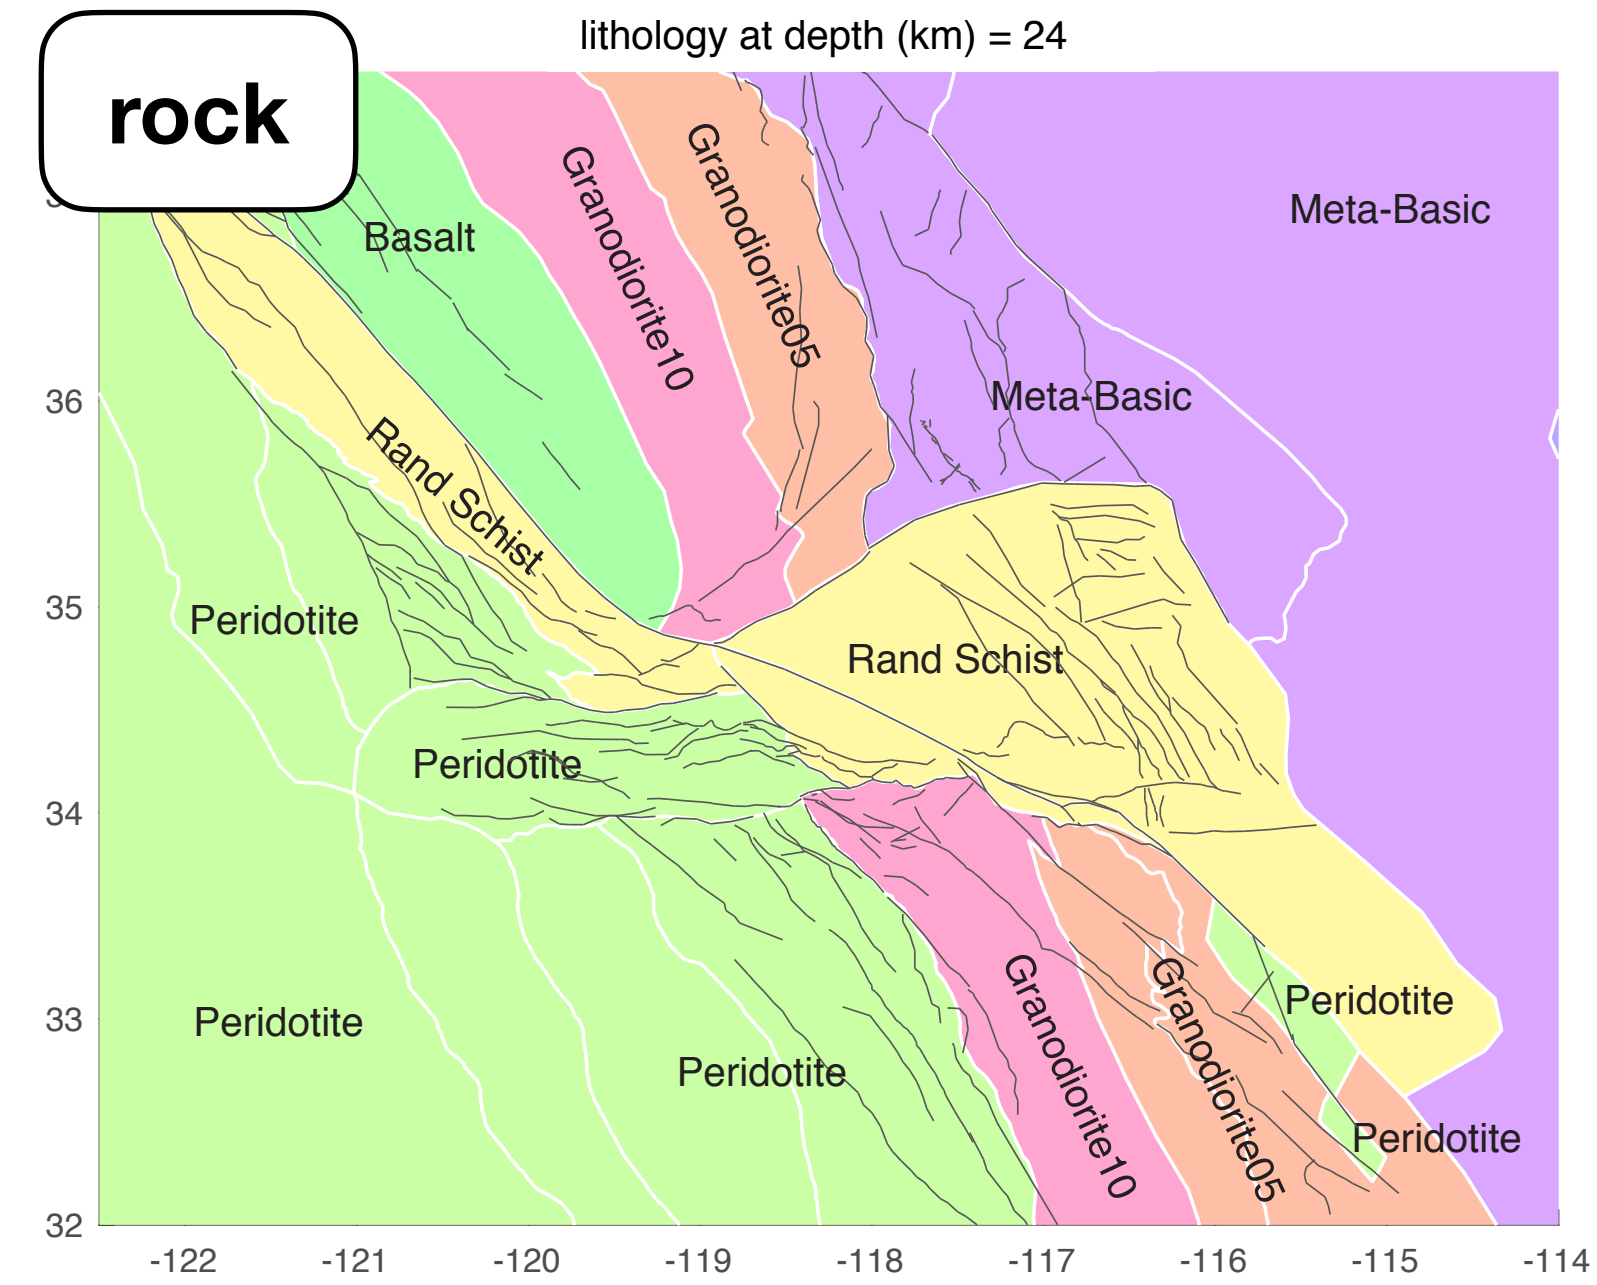 lithology at depth (km) = 24
rock
Granodiorite05
Granodiorite10
Meta-Basic
Basalt
36
Meta-Basic
Rand Schist
35
Peridotite
Rand Schist
Peridotite
34
Granodiorite10
Granodiorite05
Peridotite
33
Peridotite
Peridotite
Peridotite
32
-122
-121
-120
-119
-118
-117
-116
-115
-114